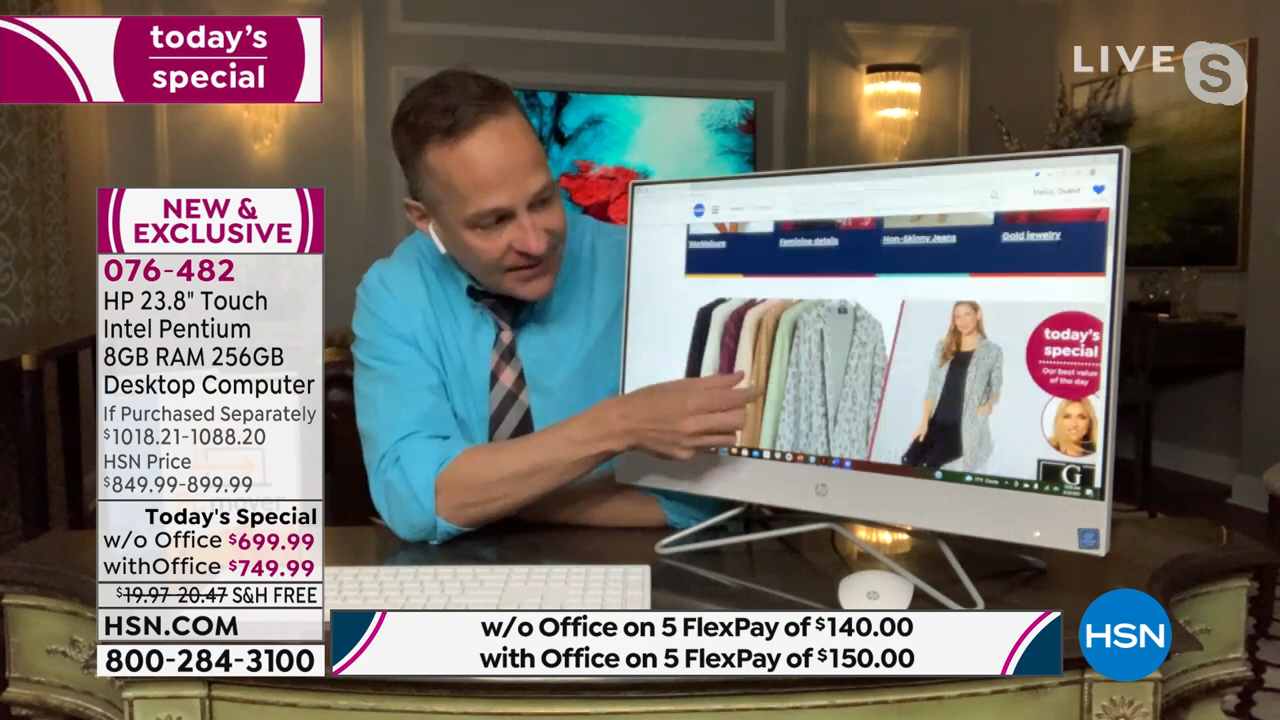 today's
special
LIVE S
NEW &
EXCLUSIVE
076-482
HP 23.8" Touch
Intel Pentium
8GB RAM 256GB
Desktop Computer
If Purchased Separately
$1018.21-1088.20
HSN Price
$849.99-899.99
Today's Special
w/o Office $699.99
withOffice $749.99
$19.97-20.47 S&H FREE
HSN.COM
800-284-3100
HSN
Hello, Guest
Workleisure
Feminine details
Non-Skinny Jeans
Gold jewelry
today's
special
Our best value
of the day
G
hp
w/o Office on 5 FlexPay of $140.00
with Office on 5 FlexPay of $150.00
HSN